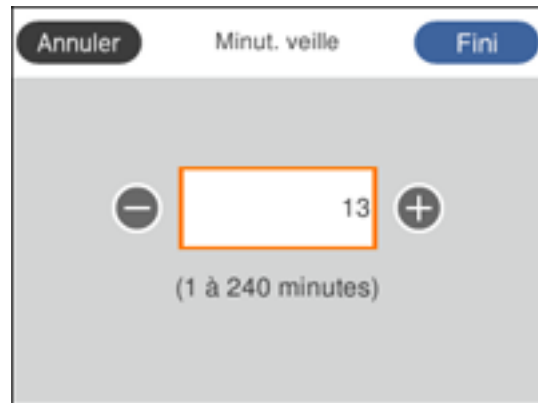 Annuler
Minut. veille
Fini
13
(1 à 240 minutes)